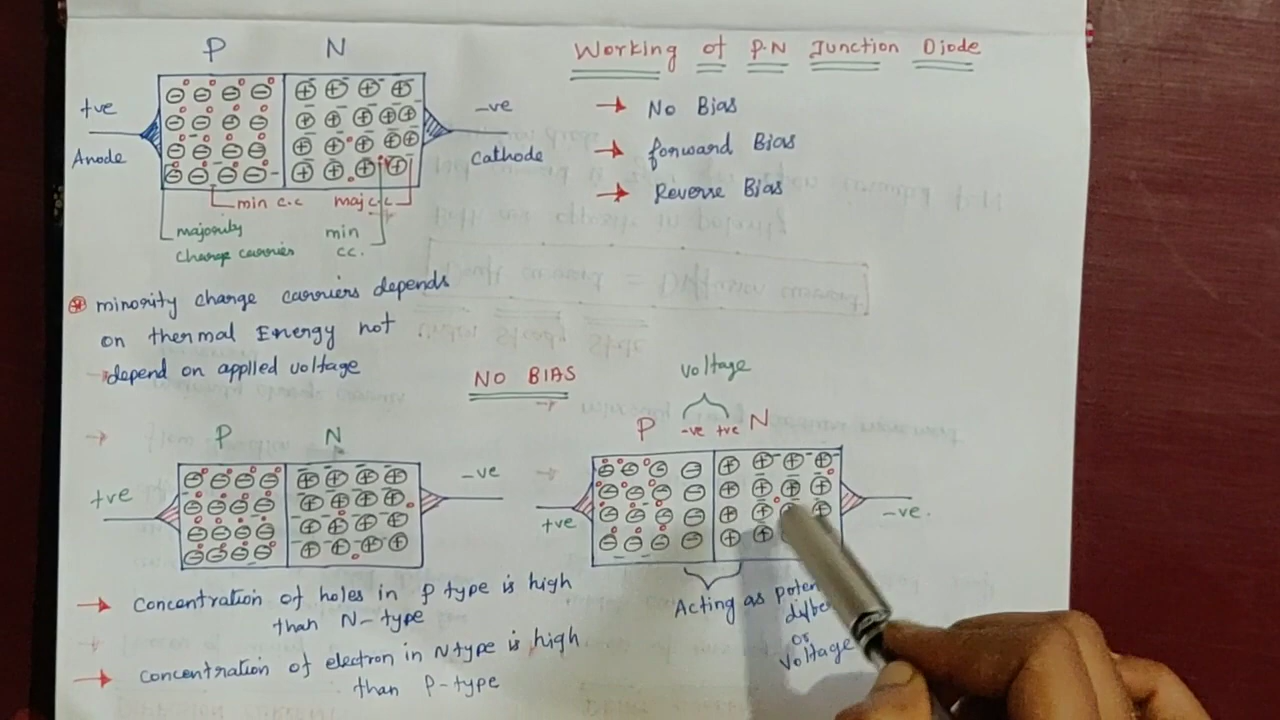 Working of P-N Junction Diode
→ No Bias
→ forward Bias
→ Reverse Bias
P N
+ve
Anode
-ve
Cathode
min c.c maj c.c
majority
charge carries
min
cc.
⊛ minority charge carriers depends
on thermal Energy not
depend on applled voltage
NO BIAS
P N
+ve
-ve
voltage
P -ve +ve N
+ve
-ve.
→ Concentration of holes in P type is high
than N-type
→ concentration of electron in N type is high
than P-type
Acting as
or
voltage